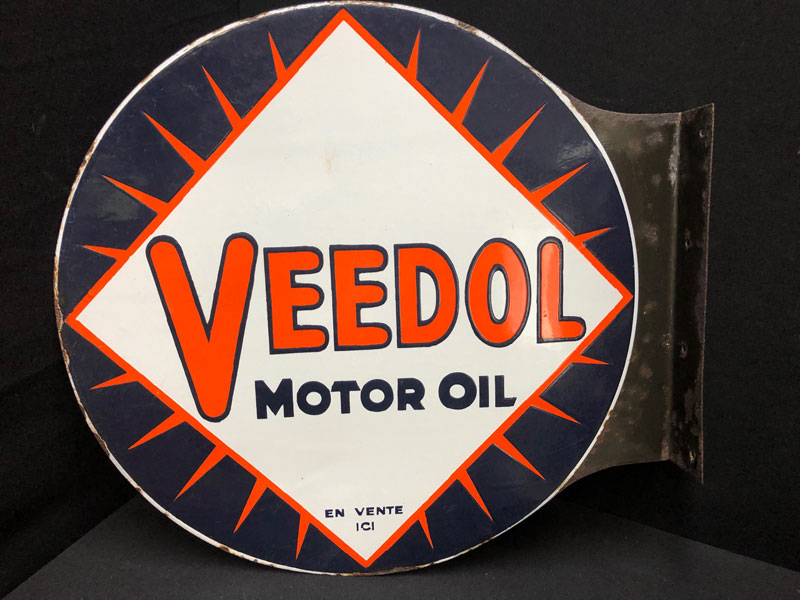 VEEDOL
MOTOR OIL
EN VENTE
ICI